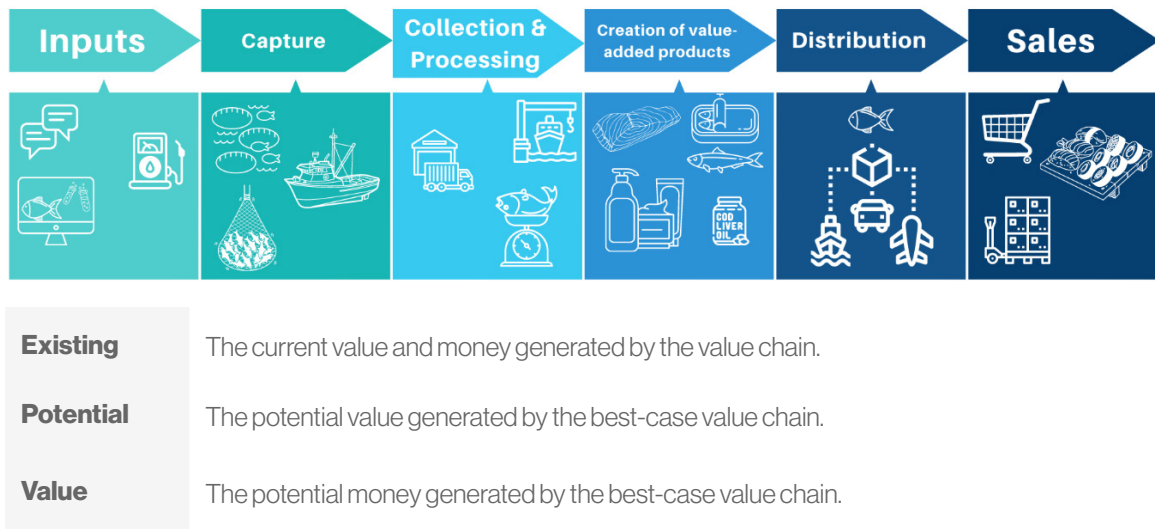 Inputs
Capture
Collection &
Processing
Creation of value-
added products
Distribution
Sales
COD
LIVER
OIL
Existing
The current value and money generated by the value chain.
Potential
The potential value generated by the best-case value chain.
Value
The potential money generated by the best-case value chain.